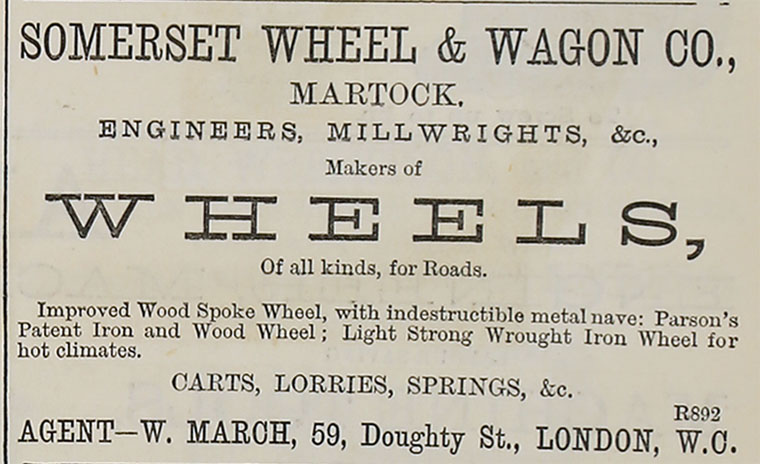 SOMERSET WHEEL & WAGON CO.,
MARTOCK.
ENGINEERS, MILLWRIGHTS, &c.,
Makers of
WHEELS,
Of all kinds, for Roads.
Improved Wood Spoke Wheel, with indestructible metal nave: Parson's
Patent Iron and Wood Wheel; Light Strong Wrought Iron Wheel for
hot climates.
CARTS, LORRIES, SPRINGS, &c.
R892
AGENT—W. MARCH, 59, Doughty St., LONDON, W.C.